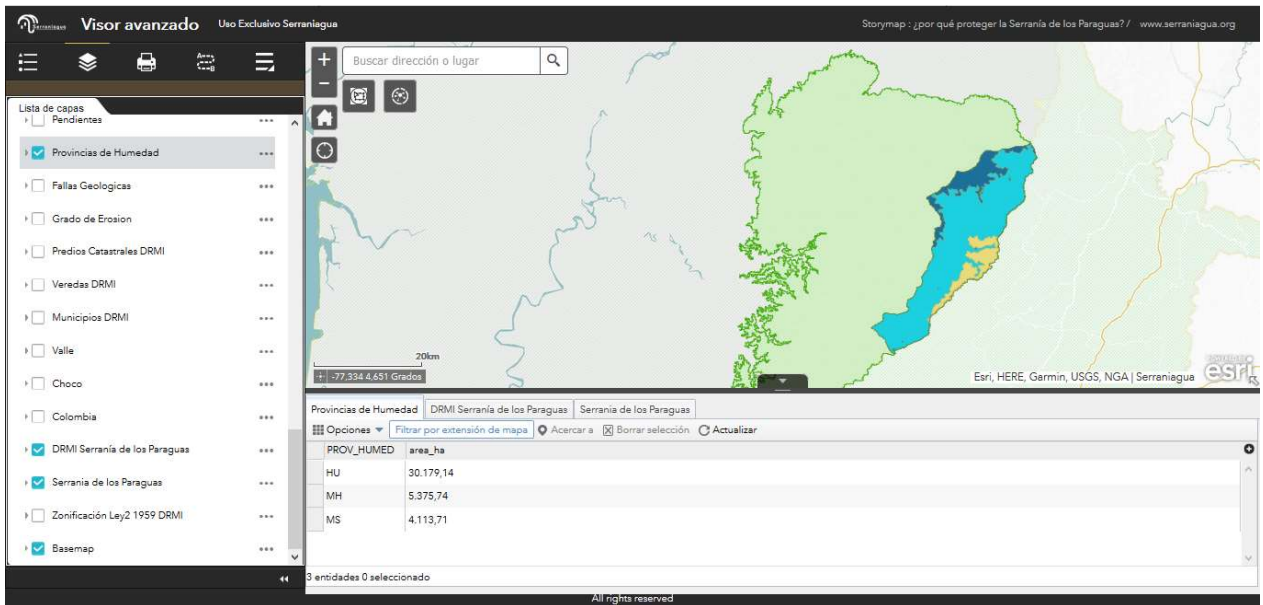 Serraniagua Visor avanzado Uso Exclusivo Serraniagua Storymap : ¿por qué proteger la Serranía de los Paraguas? / www.serraniagua.org
Buscar dirección o lugar
Lista de capas
Pendientes
Provincias de Humedad
Fallas Geologicas
Grado de Erosion
Predios Catastrales DRMI
Veredas DRMI
Municipios DRMI
Valle
Choco
Colombia
DRMI Serranía de los Paraguas
Serrania de los Paraguas
Zonificación Ley2 1959 DRMI
Basemap
20km
-77,334 4,651 Grados
Esri, HERE, Garmin, USGS, NGA | Serraniagua
esri
Provincias de Humedad DRMI Serranía de los Paraguas Serrania de los Paraguas
Opciones Filtrar por extensión de mapa Acercar a Borrar selección Actualizar
PROV_HUMED area_ha
HU 30.179,14
MH 5.375,74
MS 4.113,71
3 entidades 0 seleccionado
All rights reserved